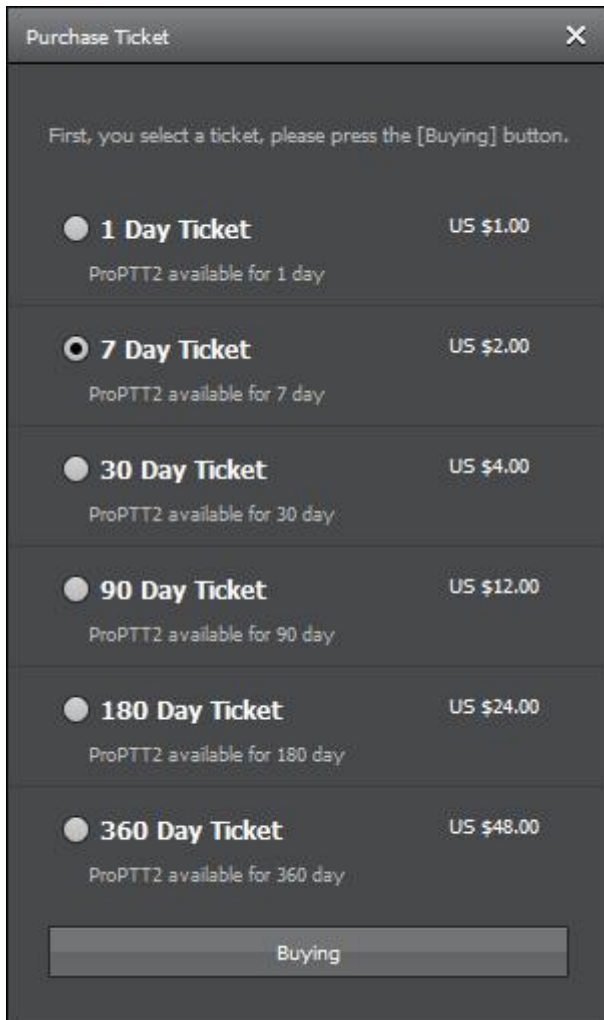 Purchase Ticket
First, you select a ticket, please press the [Buying] button.
1 Day Ticket US $1.00
ProPTT2 available for 1 day
7 Day Ticket US $2.00
ProPTT2 available for 7 day
30 Day Ticket US $4.00
ProPTT2 available for 30 day
90 Day Ticket US $12.00
ProPTT2 available for 90 day
180 Day Ticket US $24.00
ProPTT2 available for 180 day
360 Day Ticket US $48.00
ProPTT2 available for 360 day
Buying